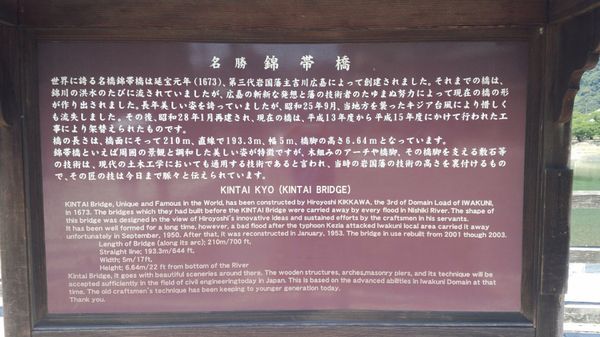 名勝 錦帯橋
世界に誇る名橋錦帯橋は延宝元年(1673)、第三代岩国藩主吉川広嘉によって創建されました。それまでの橋は、
錦川の洪水のたびに流されていましたが、広嘉の斬新な発想と藩の技術者のたゆまぬ努力によって現在の橋の形
が作り出されました。長年美しい姿を誇っていましたが、昭和25年9月、当地方を襲ったキジア台風により惜しく
も流失しました。その後、昭和28年1月再建され、現在の橋は、平成13年度から平成15年度にかけて行われた工
事により架替えられたものです。
橋の長さは、橋面にそって210m、直線で193.3m、幅5m、橋脚の高さ6.64mとなっています。
錦帯橋といえば周囲の景観と調和した美しい姿が特徴ですが、木組みのアーチや橋脚、その橋脚を支える敷石等
の技術は、現代の土木工学においても通用する技術であると言われ、当時の岩国藩の技術の高さを裏付けるもの
で、その匠の技は今日まで脈々と伝えられています。
KINTAI KYO (KINTAI BRIDGE)
KINTAI Bridge, Unique and Famous in the World, has been constructed by Hiroyoshi KIKKAWA, the 3rd of Domain Load of IWAKUNI,
in 1673. The bridges which they had built before the KINTAI Bridge were carried away by every flood in Nishiki River. The shape of
this bridge was designed in the view of Hiroyoshi's innovative ideas and sustained efforts by the craftman in his servants.
It has been well formed for a long time, however, a bad flood after the typhoon Kezia attacked Iwakuni local area carried it away
unfortunately in September, 1950. After that, it was reconstructed in January, 1953. The bridge in use rebuilt from 2001 though 2003.
Length of Bridge (along its arc); 210m/700 ft,
Straight line; 193.3m/644 ft,
Width; 5m/17ft,
Height; 6.64m/22 ft from bottom of the River
Kintai Bridge, it goes with beautiful sceneries around there. The wooden structures, arches,masonry piers, and its technique will be
accepted sufficiently in the field of civil engineeringtoday in Japan. This is based on the advanced abilities in Iwakuni Domain at that
time. The old craftsmen's technique has been keeping to younger generation today.
Thank you.